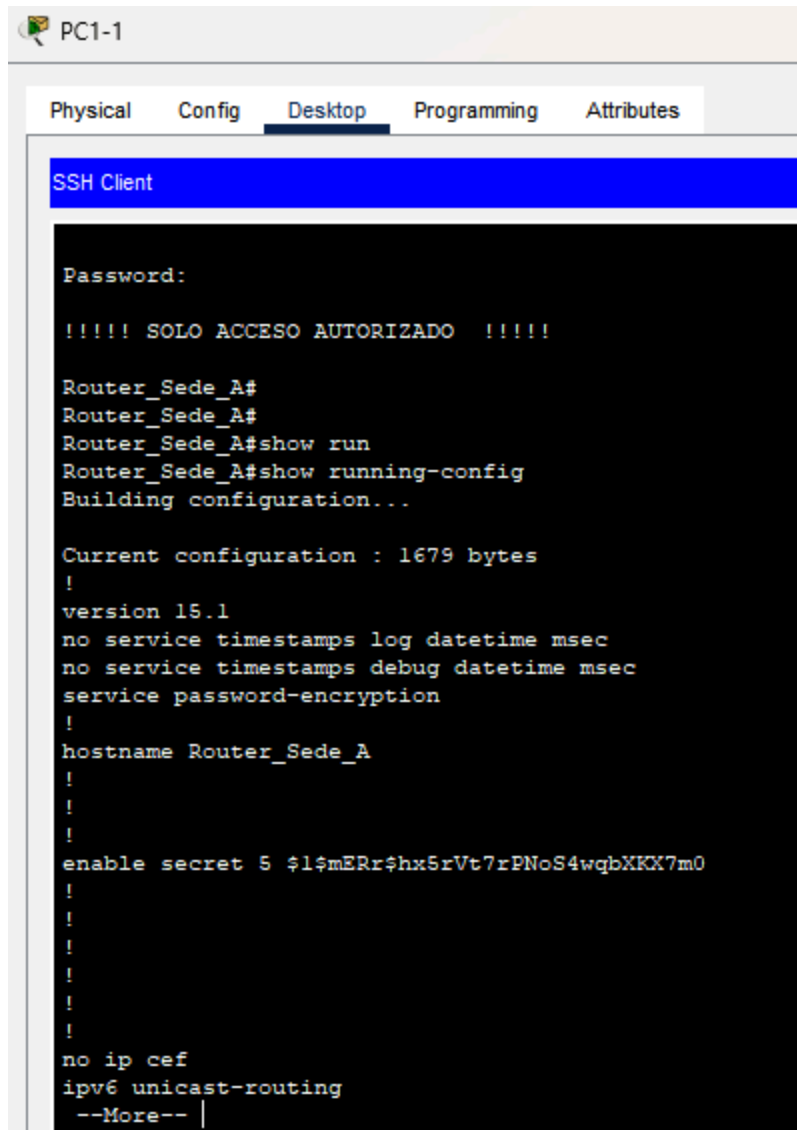 PC1-1
Physical Config Desktop Programming Attributes
SSH Client
Password:
!!!!! SOLO ACCESO AUTORIZADO !!!!!
Router_Sede_A#
Router_Sede_A#
Router_Sede_A#show run
Router_Sede_A#show running-config
Building configuration...
Current configuration : 1679 bytes
!
version 15.1
no service timestamps log datetime msec
no service timestamps debug datetime msec
service password-encryption
!
hostname Router_Sede_A
!
!
!
enable secret 5 $1$mERr$hx5rVt7rPNoS4wqbXKX7m0
!
!
!
!
!
!
no ip cef
ipv6 unicast-routing
--More--